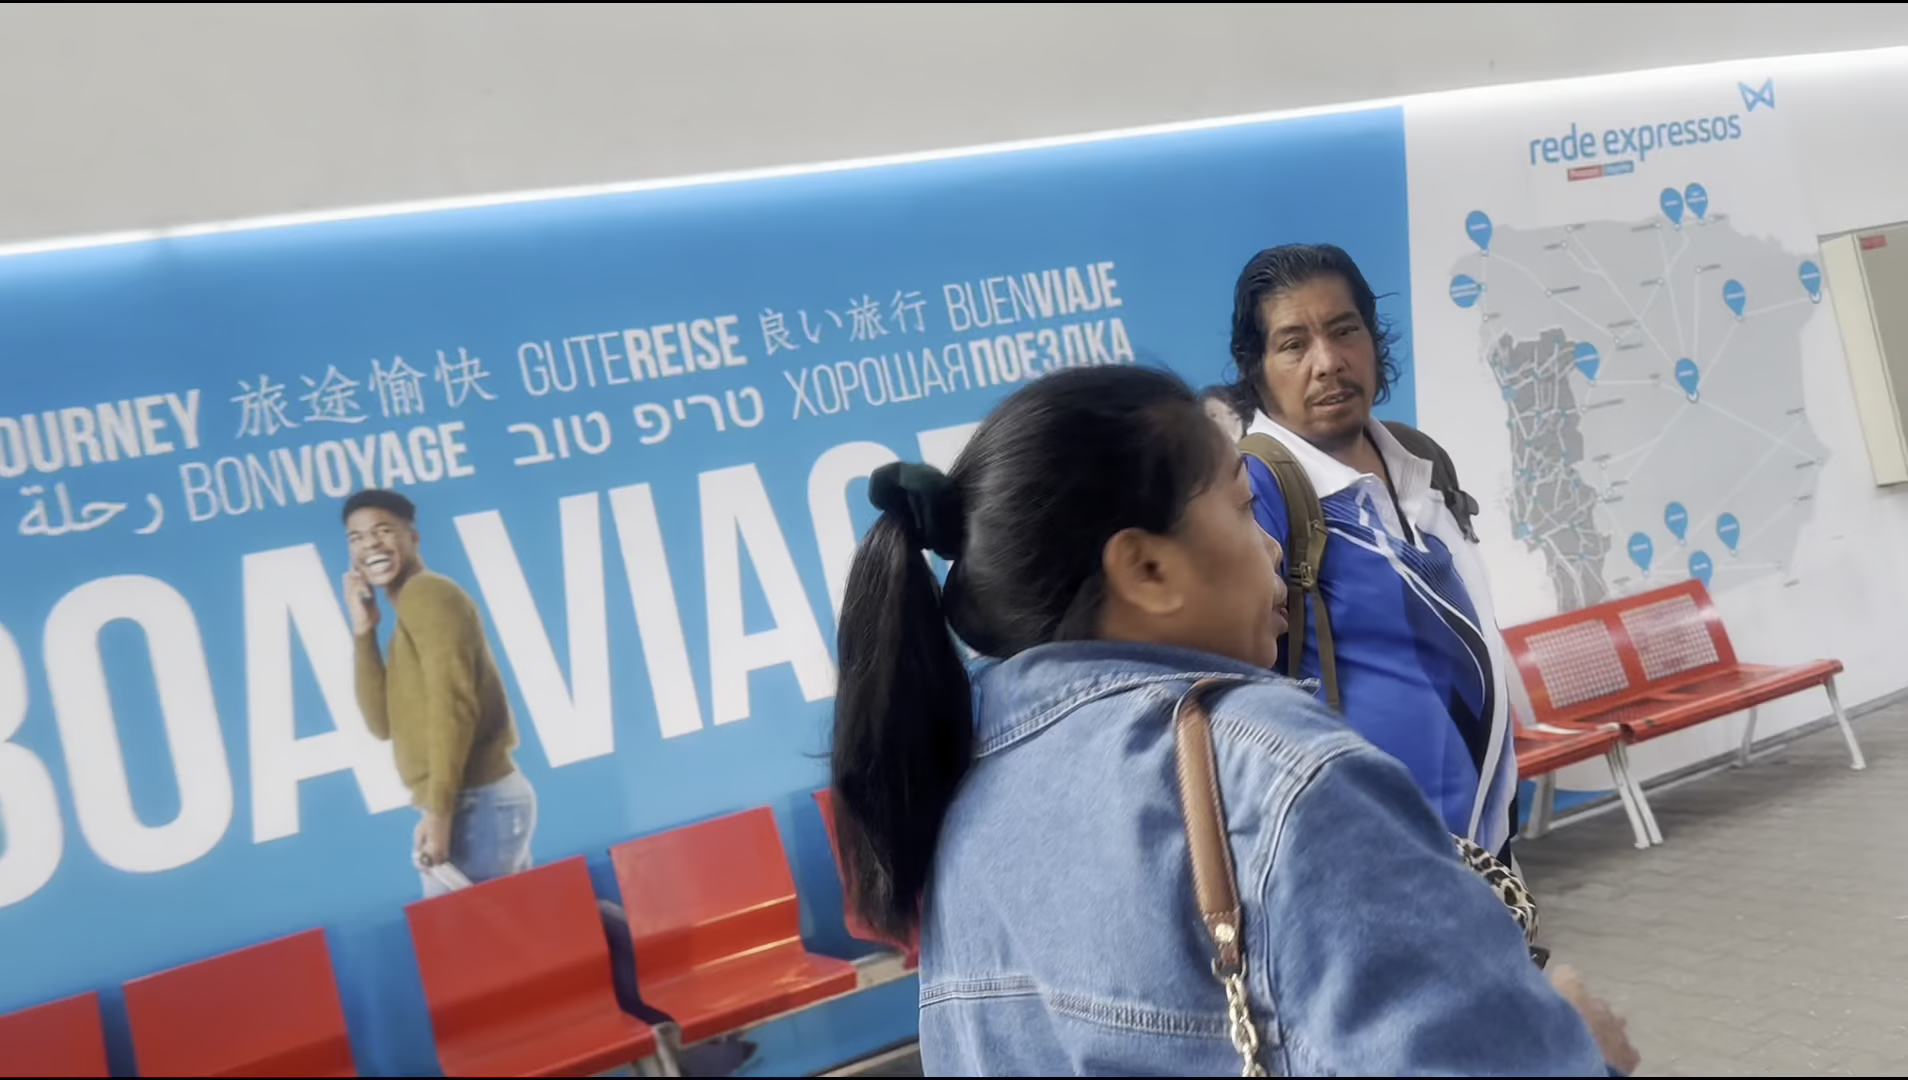 OURNEY 旅途愉快 GUTEREISE 良い旅行 BUENVIAJE
رحلة BONVOYAGE טריפ טוב ХОРОШАЯПОЕЗДКА
BOA VIAG
rede expressos